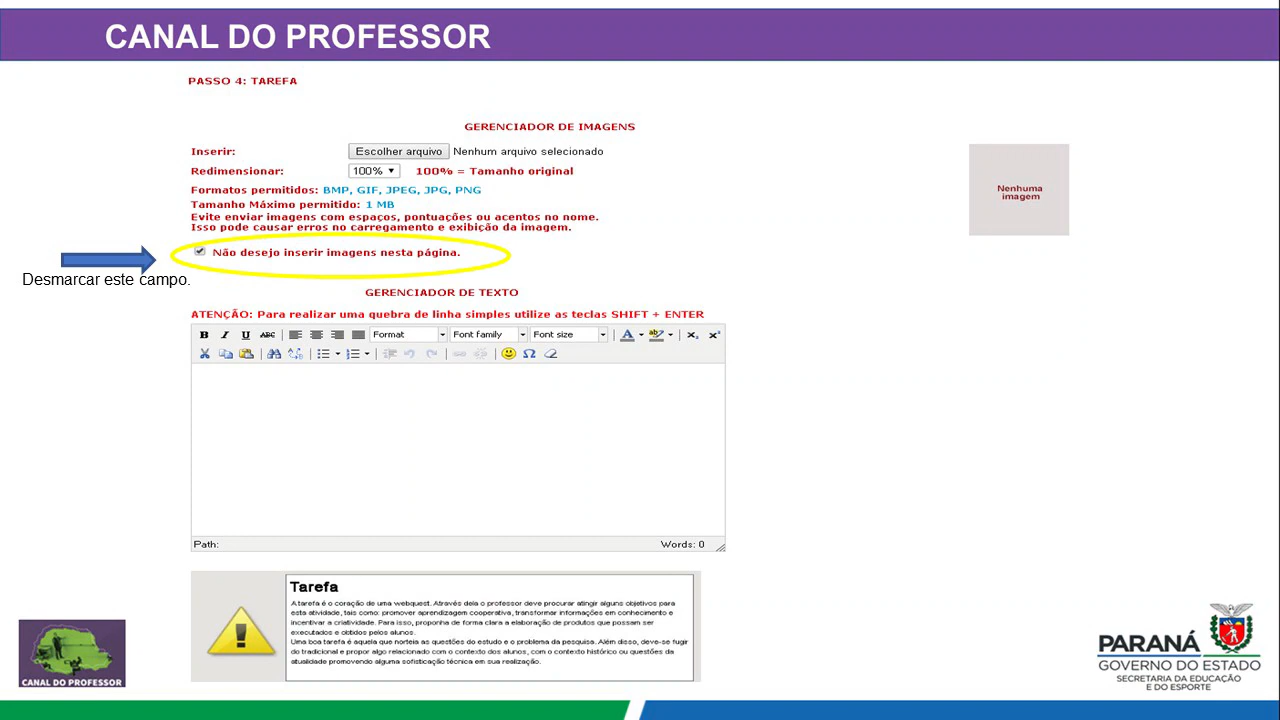 CANAL DO PROFESSOR
PASSO 4: TAREFA
GERENCIADOR DE IMAGENS
Inserir: Escolher arquivo Nenhum arquivo selecionado
Redimensionar: 100% 100% = Tamanho original
Formatos permitidos: BMP, GIF, JPEG, JPG, PNG
Tamanho Máximo permitido: 1 MB
Evite enviar imagens com espaços, pontuações ou acentos no nome.
Isso pode causar erros no carregamento e exibição da imagem.
Nenhuma
imagem
Não desejo inserir imagens nesta página.
Desmarcar este campo.
GERENCIADOR DE TEXTO
ATENÇÃO: Para realizar uma quebra de linha simples utilize as teclas SHIFT + ENTER
B I U ABC Format Font family Font size A ab x₂ x²
Path: Words: 0
Tarefa
A tarefa é o coração de uma webquest. Através dela o professor deve procurar atingir alguns objetivos para
esta atividade, tais como: promover aprendizagem cooperativa, transformar informações em conhecimento e
incentivar a criatividade. Para isso, proponha de forma clara a elaboração de produtos que possam ser
executados e obtidos pelos alunos.
Uma boa tarefa é aquela que norteia as questões do estudo e o problema da pesquisa. Além disso, deve-se fugir
do tradicional e propor algo relacionado com o contexto dos alunos, com o contexto histórico ou questões da
atualidade promovendo alguma sofisticação técnica em sua realização.
CANAL DO PROFESSOR
PARANÁ
GOVERNO DO ESTADO
SECRETARIA DA EDUCAÇÃO
E DO ESPORTE